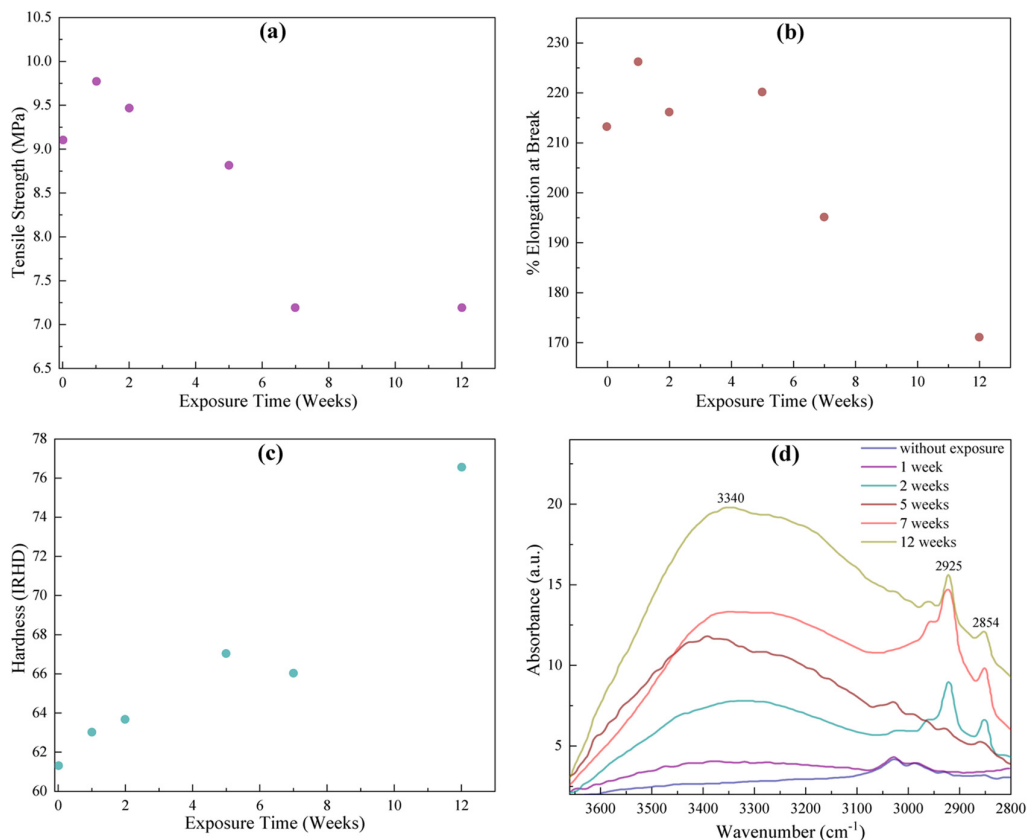 (a)
10.5
10.0
9.5
9.0
8.5
8.0
7.5
7.0
6.5
Tensile Strength (MPa)
0 2 4 6 8 10 12
Exposure Time (Weeks)
(b)
230
220
210
200
190
180
170
% Elongation at Break
0 2 4 6 8 10 12
Exposure Time (Weeks)
(c)
78
76
74
72
70
68
66
64
62
60
Hardness (IRHD)
0 2 4 6 8 10 12
Exposure Time (Weeks)
(d)
without exposure
1 week
2 weeks
5 weeks
7 weeks
12 weeks
3340
2925
2854
20
15
10
5
Absorbance (a.u.)
3600 3500 3400 3300 3200 3100 3000 2900 2800
Wavenumber (cm⁻¹)